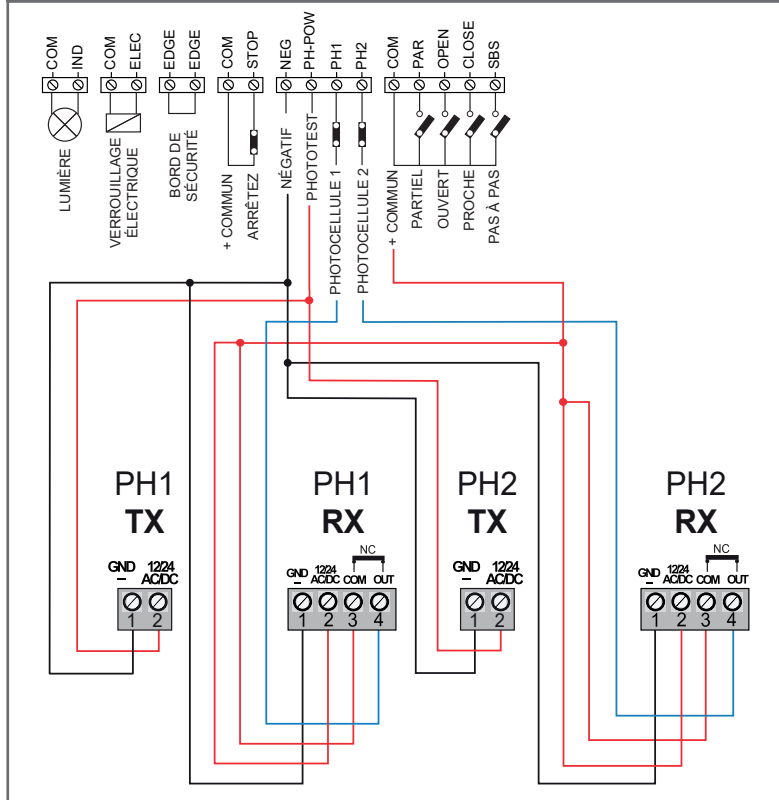 COM
IND
COM
ELEC
EDGE
EDGE
COM
STOP
NEG
PH-POW
PH1
PH2
COM
PAR
OPEN
CLOSE
SBS
LUMIÈRE
VERROUILLAGE
ÉLECTRIQUE
BORD DE
SÉCURITÉ
+ COMMUN
ARRÊTEZ
NÉGATIF
PHOTOTEST
PHOTOCELLULE 1
PHOTOCELLULE 2
+ COMMUN
PARTIEL
OUVERT
PROCHE
PAS À PAS
PH1
TX
GND
–
12/24
AC/DC
1 2
PH1
RX
NC
GND
–
12/24
AC/DC
COM
OUT
1 2 3 4
PH2
TX
GND
–
12/24
AC/DC
1 2
PH2
RX
NC
GND
–
12/24
AC/DC
COM
OUT
1 2 3 4